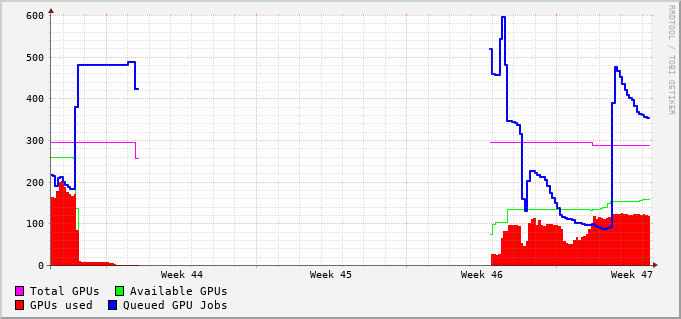 RRDTOOL / TOBI OETIKER
600
500
400
300
200
100
0
Week 44 Week 45 Week 46 Week 47
Total GPUs Available GPUs
GPUs used Queued GPU Jobs